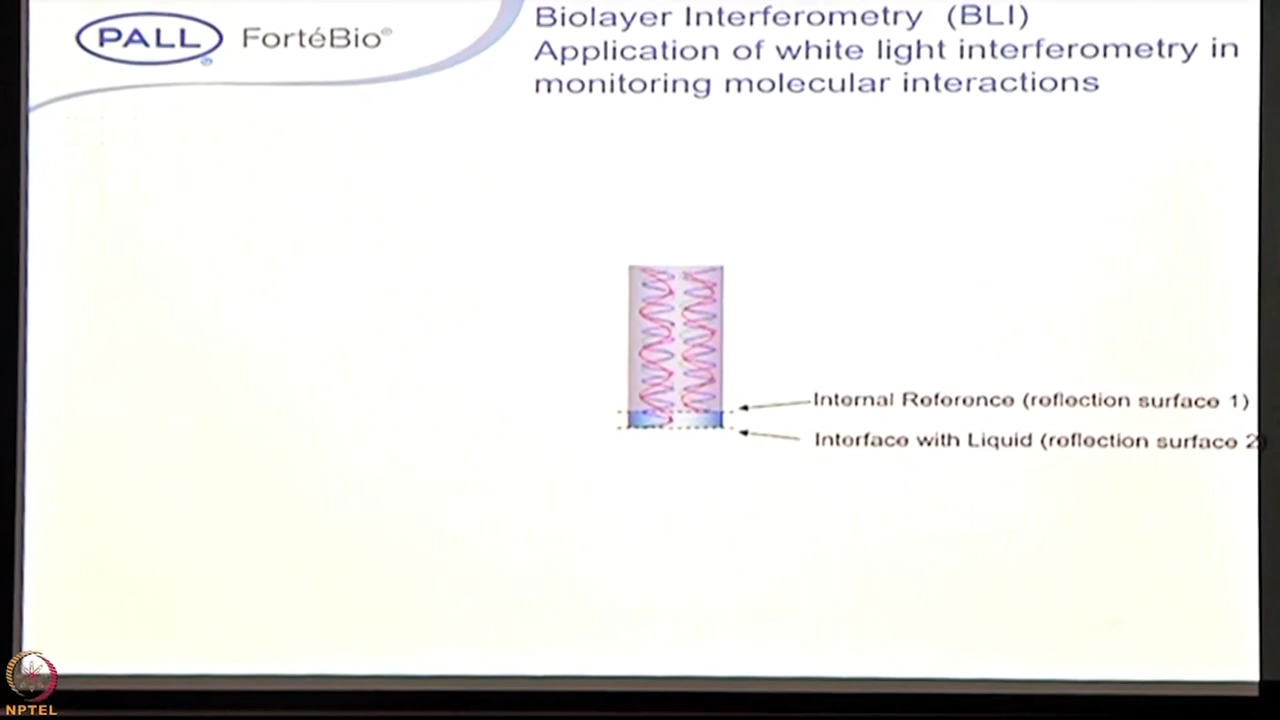 PALL
®
FortéBio®
Biolayer Interferometry (BLI)
Application of white light interferometry in
monitoring molecular interactions
Internal Reference (reflection surface 1)
Interface with Liquid (reflection surface 2)
NPTEL